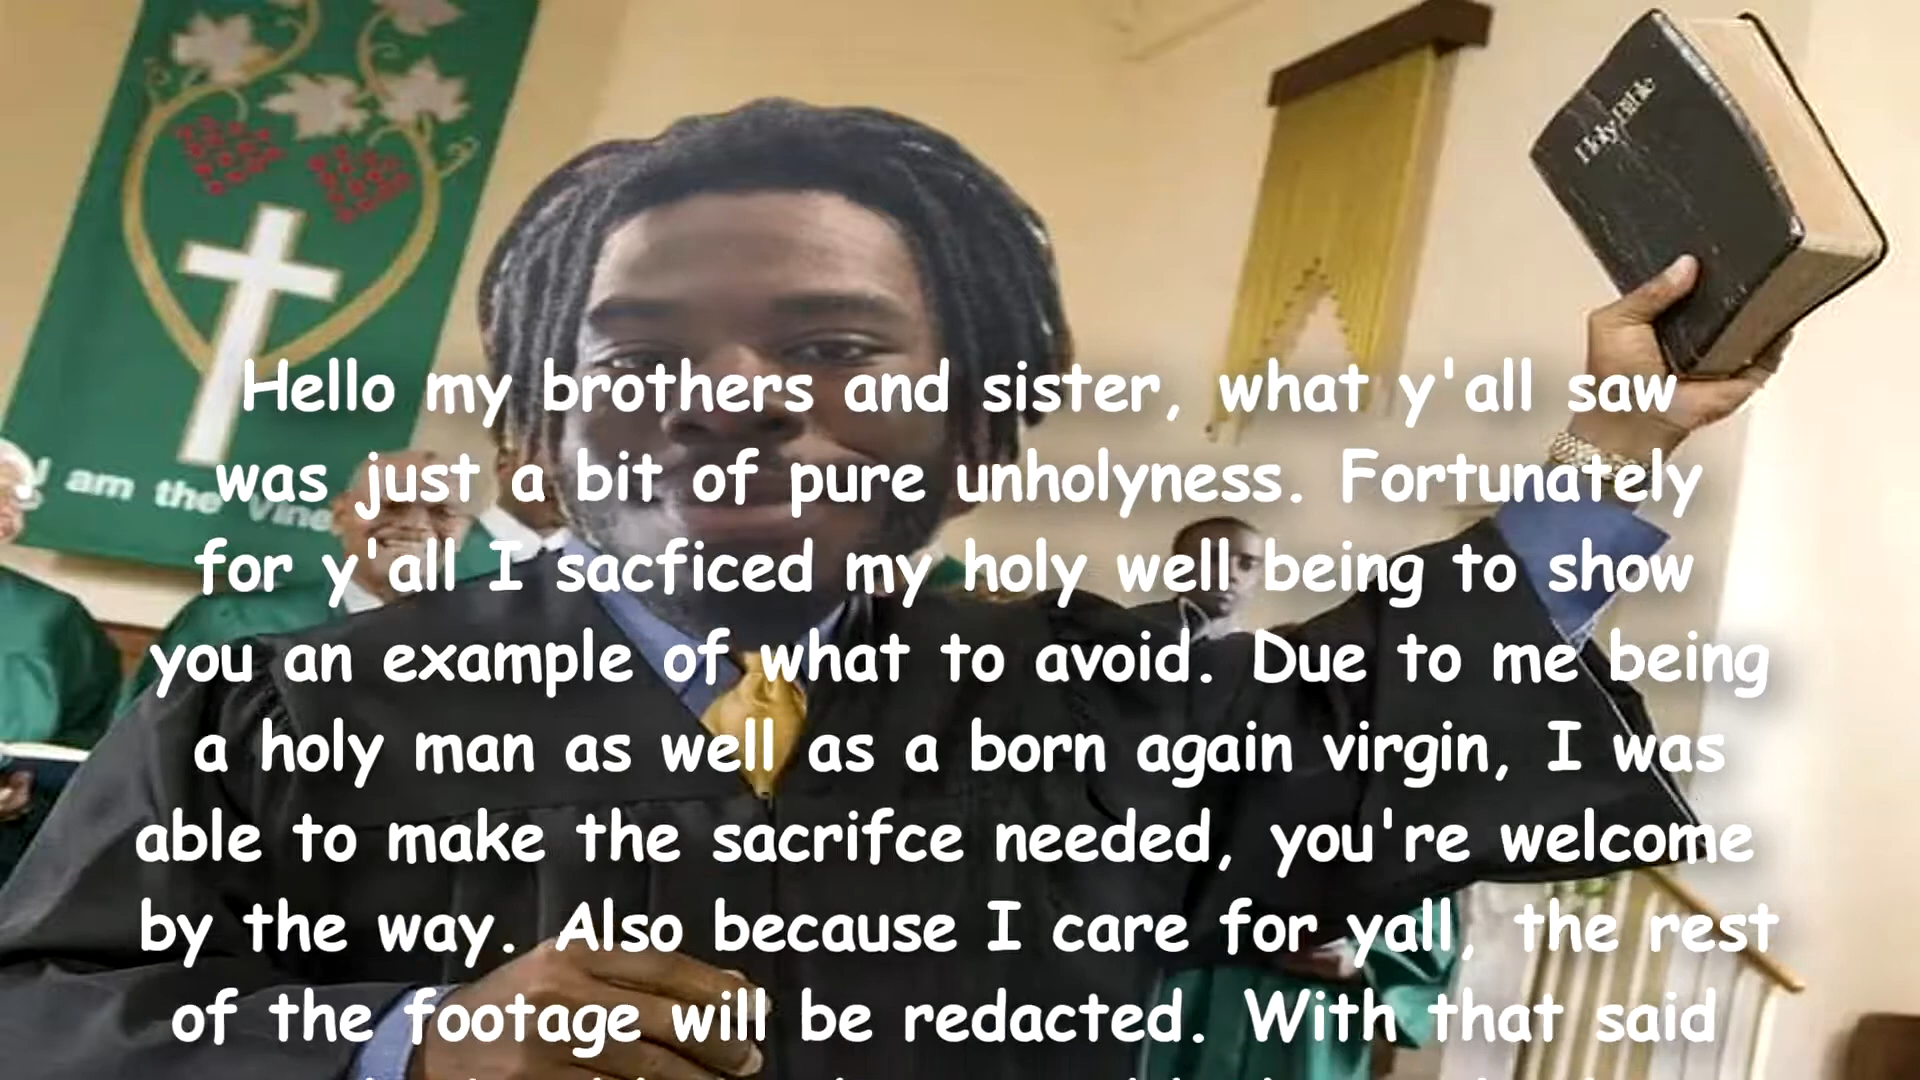 Holy Bible
I am the Vine
Hello my brothers and sister, what y'all saw
was just a bit of pure unholyness. Fortunately
for y'all I sacficed my holy well being to show
you an example of what to avoid. Due to me being
a holy man as well as a born again virgin, I was
able to make the sacrifce needed, you're welcome
by the way. Also because I care for yall, the rest
of the footage will be redacted. With that said